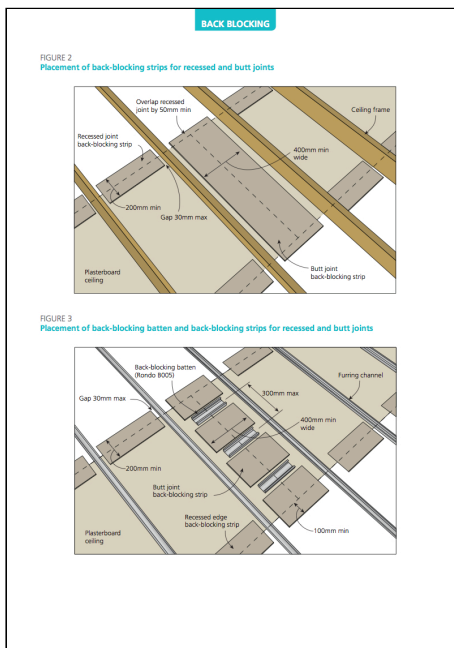 BACK BLOCKING
FIGURE 2
Placement of back-blocking strips for recessed and butt joints
Overlap recessed
joint by 50mm min
Ceiling frame
Recessed joint
back-blocking strip
400mm min
wide
200mm min
Gap 30mm max
Butt joint
back-blocking strip
Plasterboard
ceiling
FIGURE 3
Placement of back-blocking batten and back-blocking strips for recessed and butt joints
Back-blocking batten
(Rondo B005)
Furring channel
Gap 30mm max
300mm max
400mm min
wide
200mm min
Butt joint
back-blocking strip
Recessed edge
back-blocking strip
100mm min
Plasterboard
ceiling